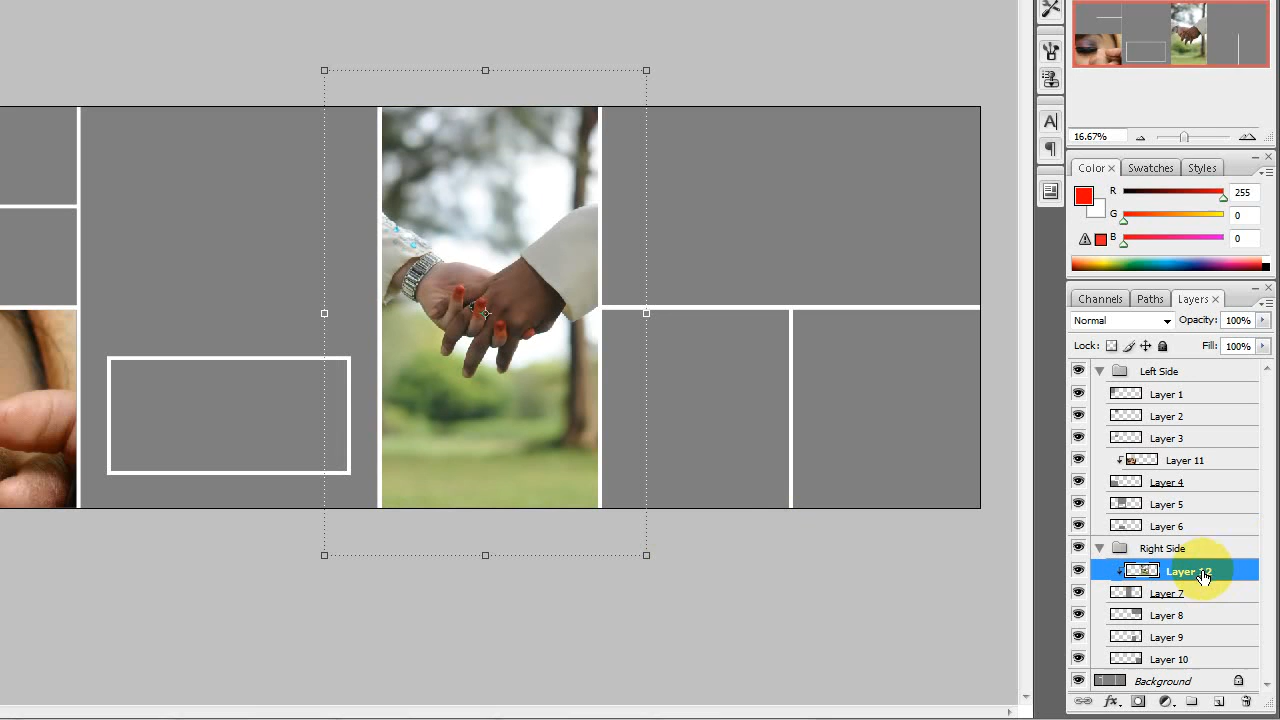 16.67%
Color × Swatches Styles
R 255
G 0
B 0
Channels Paths Layers ×
Normal Opacity: 100%
Lock: Fill: 100%
Left Side
Layer 1
Layer 2
Layer 3
Layer 11
Layer 4
Layer 5
Layer 6
Right Side
Layer 12
Layer 7
Layer 8
Layer 9
Layer 10
Background